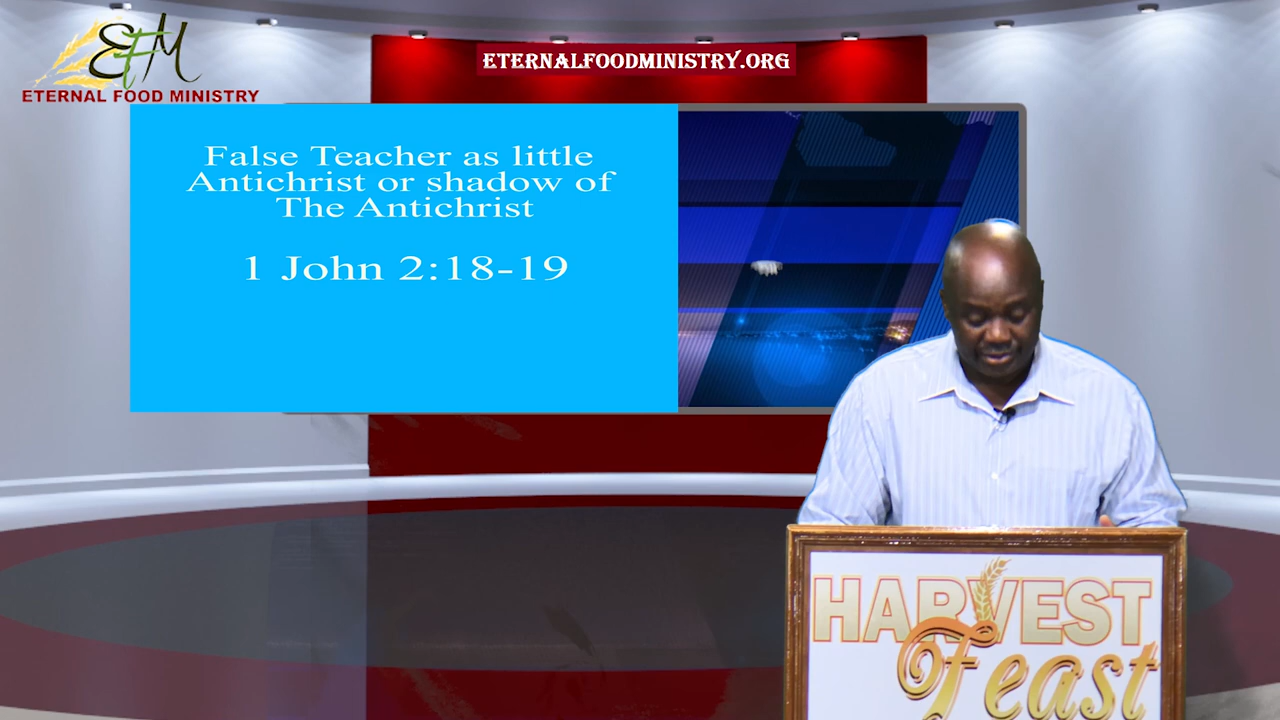 EFM
ETERNAL FOOD MINISTRY
ETERNALFOODMINISTRY.ORG
False Teacher as little
Antichrist or shadow of
The Antichrist
1 John 2:18-19
HARVEST
Feast